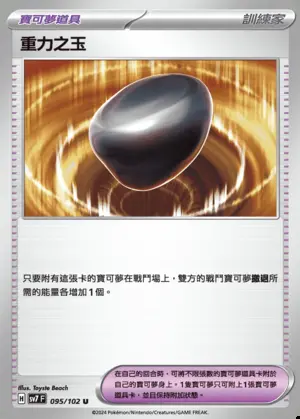 寶可夢道具
訓練家
重力之玉
只要附有這張卡的寶可夢在戰鬥場上，雙方的戰鬥寶可夢撤退所
需的能量各增加1個。
Illus. Toyste Beach
H SV7 F 095/102 U
在自己的回合時，可將不限張數的寶可夢道具卡附
於自己的寶可夢身上。1隻寶可夢只可附上1張寶可夢
道具，並且保持附加狀態。
©2024 Pokémon/Nintendo/Creatures/GAME FREAK.